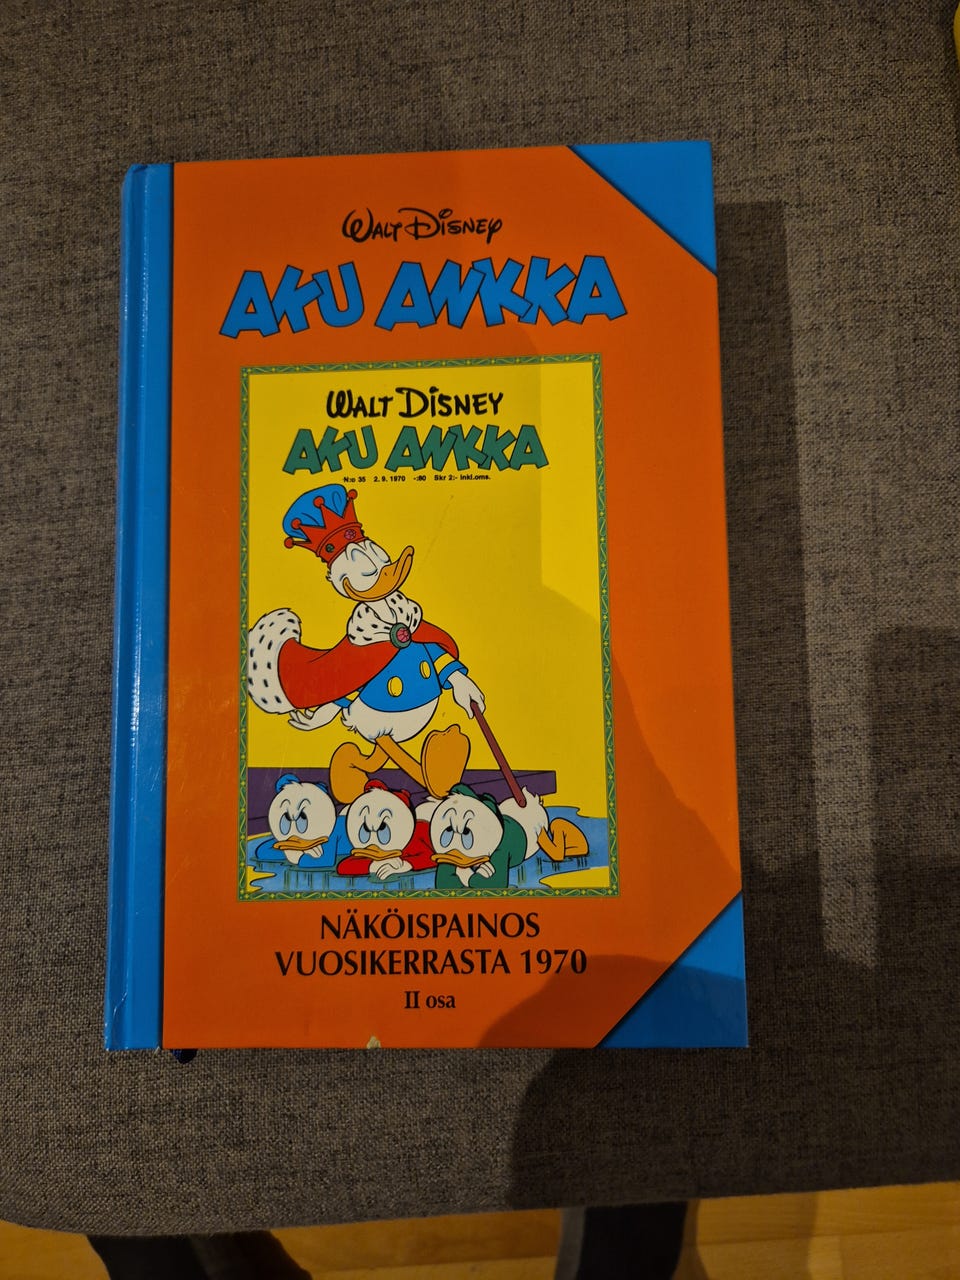 WALT DISNEY
AKU ANKKA
WALT DISNEY
AKU ANKKA
N:o 35 2. 9. 1970 -:80 Skr 2:- inkl.oms.
NÄKÖISPAINOS
VUOSIKERRASTA 1970
II osa